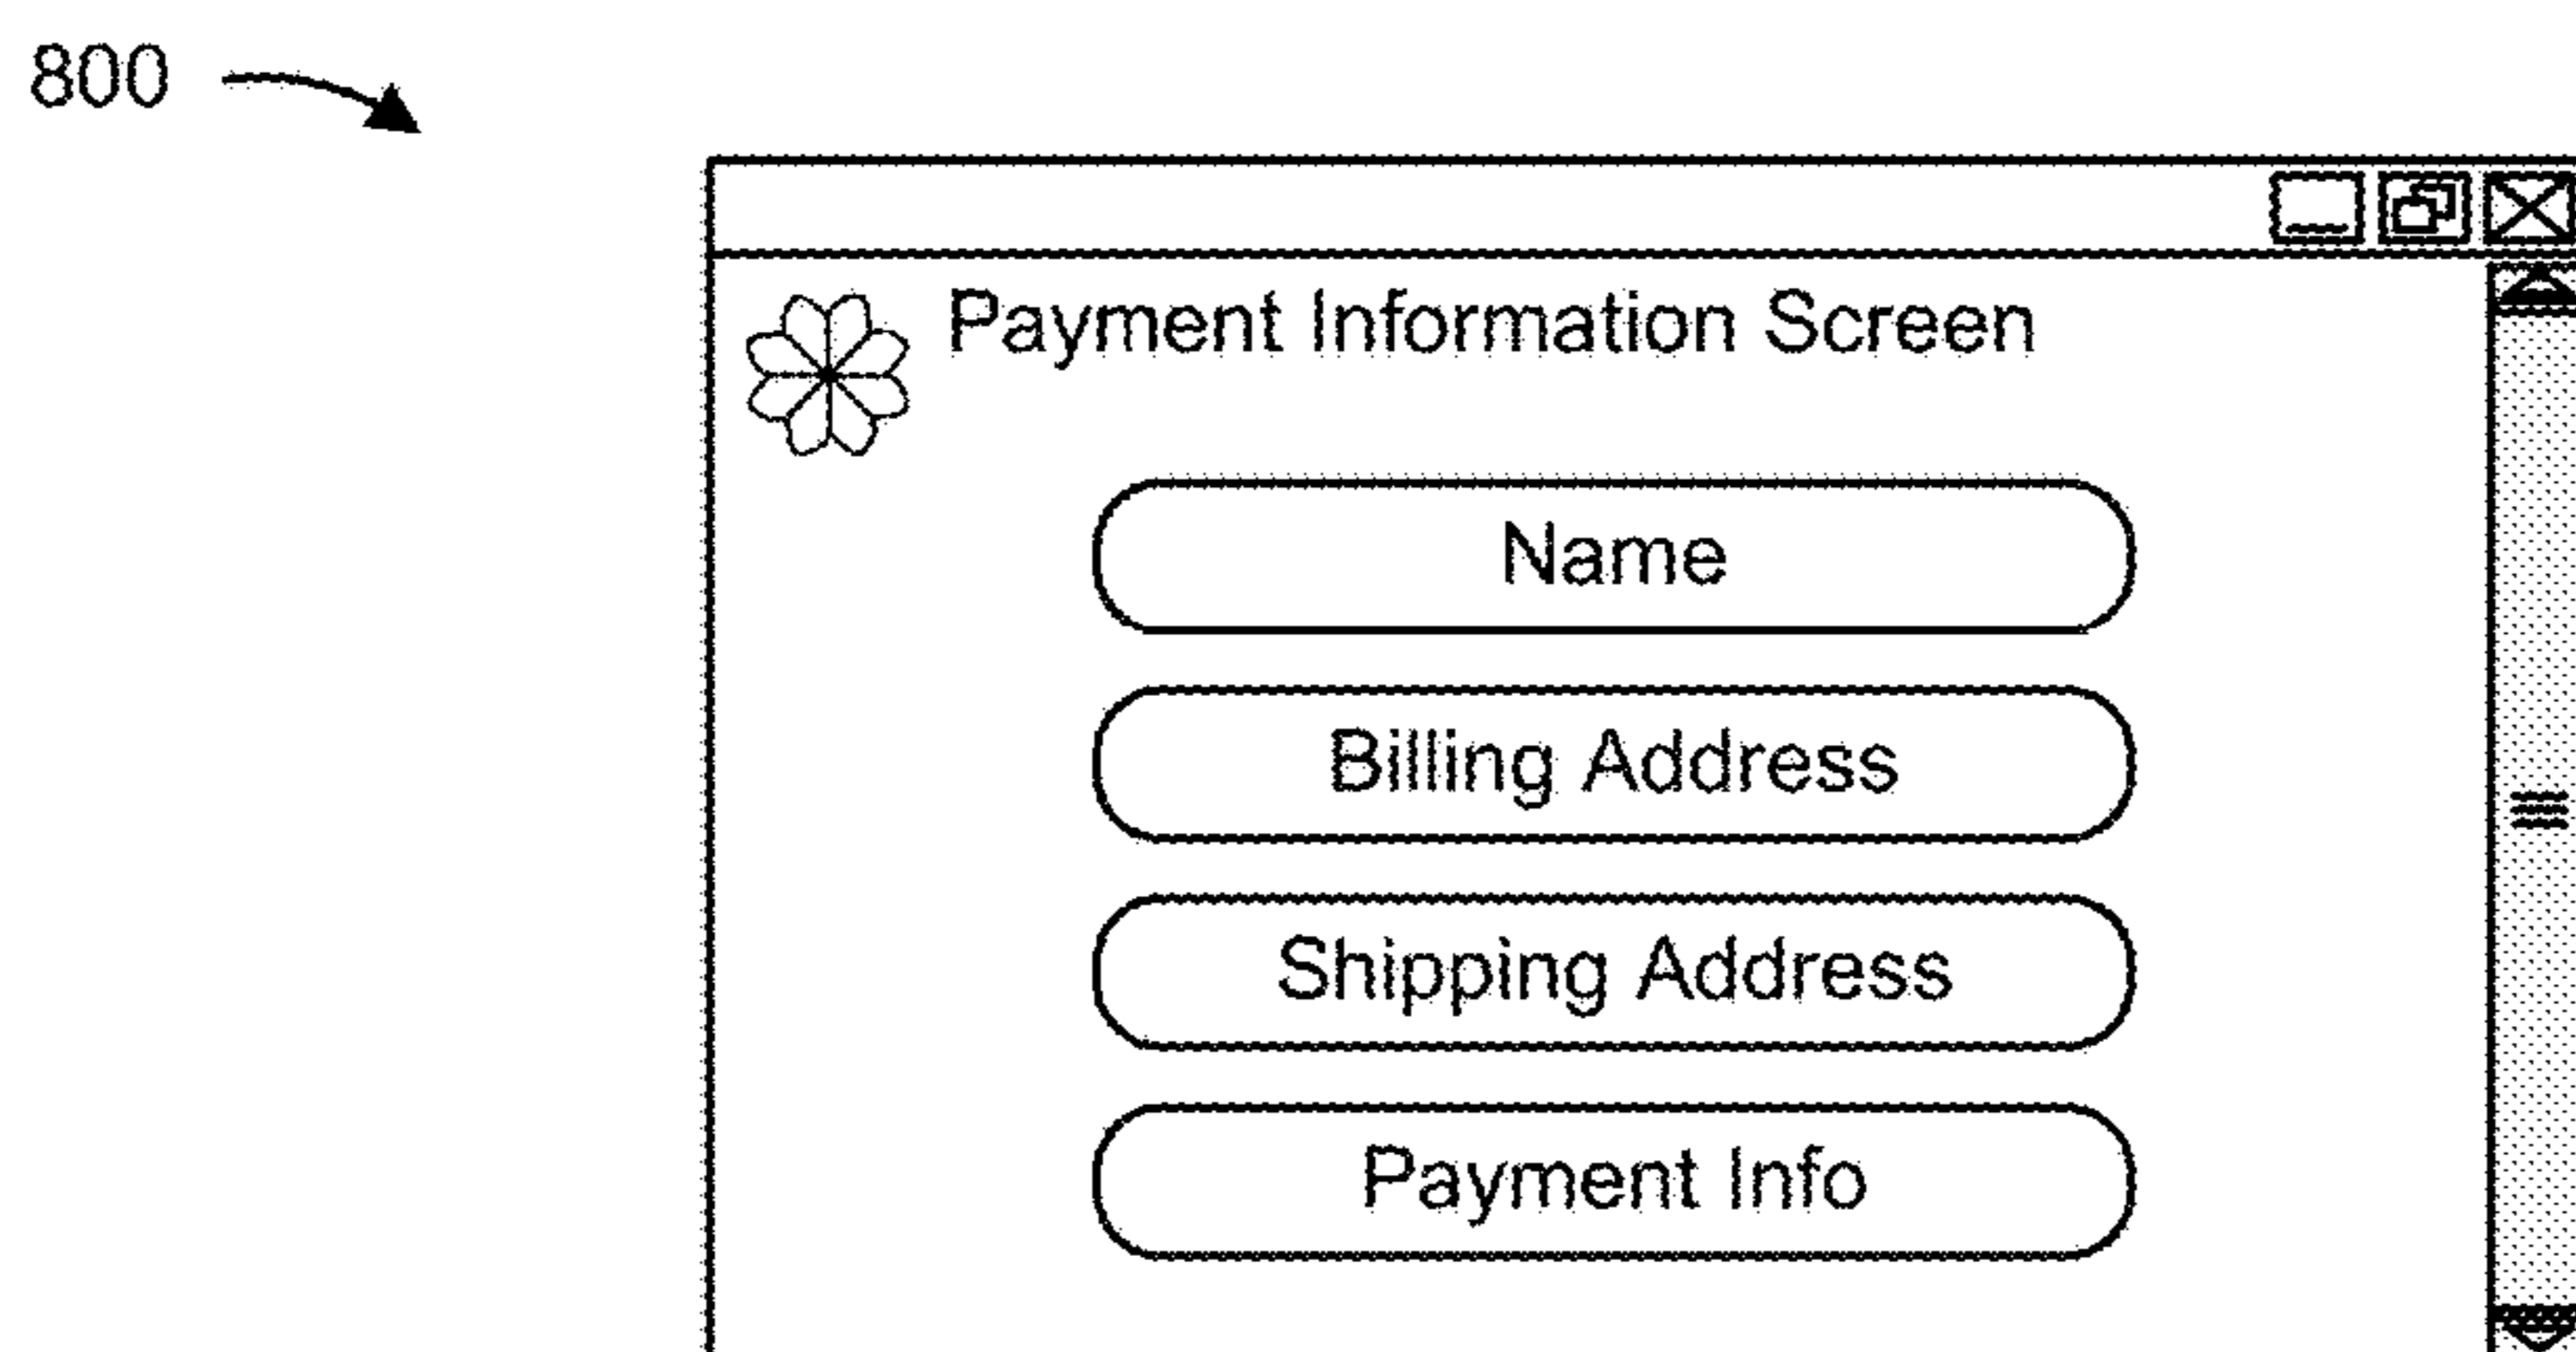 800
Payment Information Screen
Name
Billing Address
Shipping Address
Payment Info